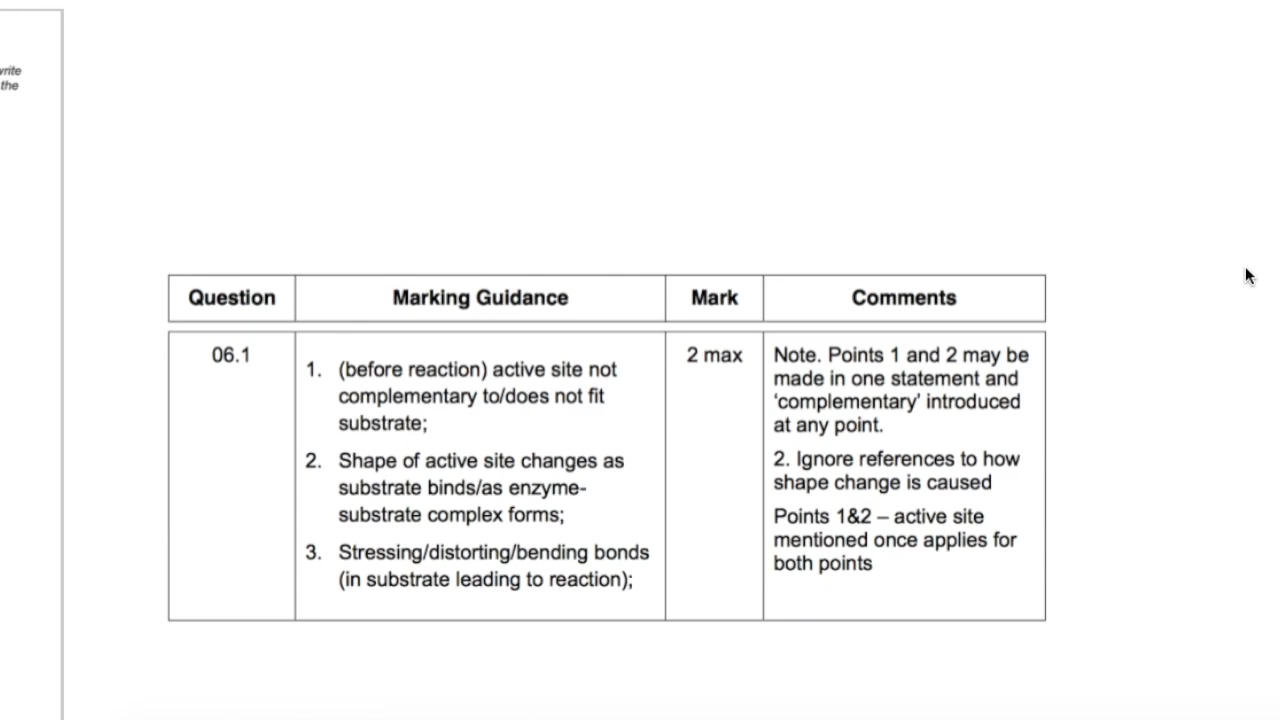 write
the
Question Marking Guidance Mark Comments
06.1
1. (before reaction) active site not
complementary to/does not fit
substrate;
2. Shape of active site changes as
substrate binds/as enzyme-
substrate complex forms;
3. Stressing/distorting/bending bonds
(in substrate leading to reaction);
2 max
Note. Points 1 and 2 may be
made in one statement and
‘complementary’ introduced
at any point.
2. Ignore references to how
shape change is caused
Points 1&2 – active site
mentioned once applies for
both points